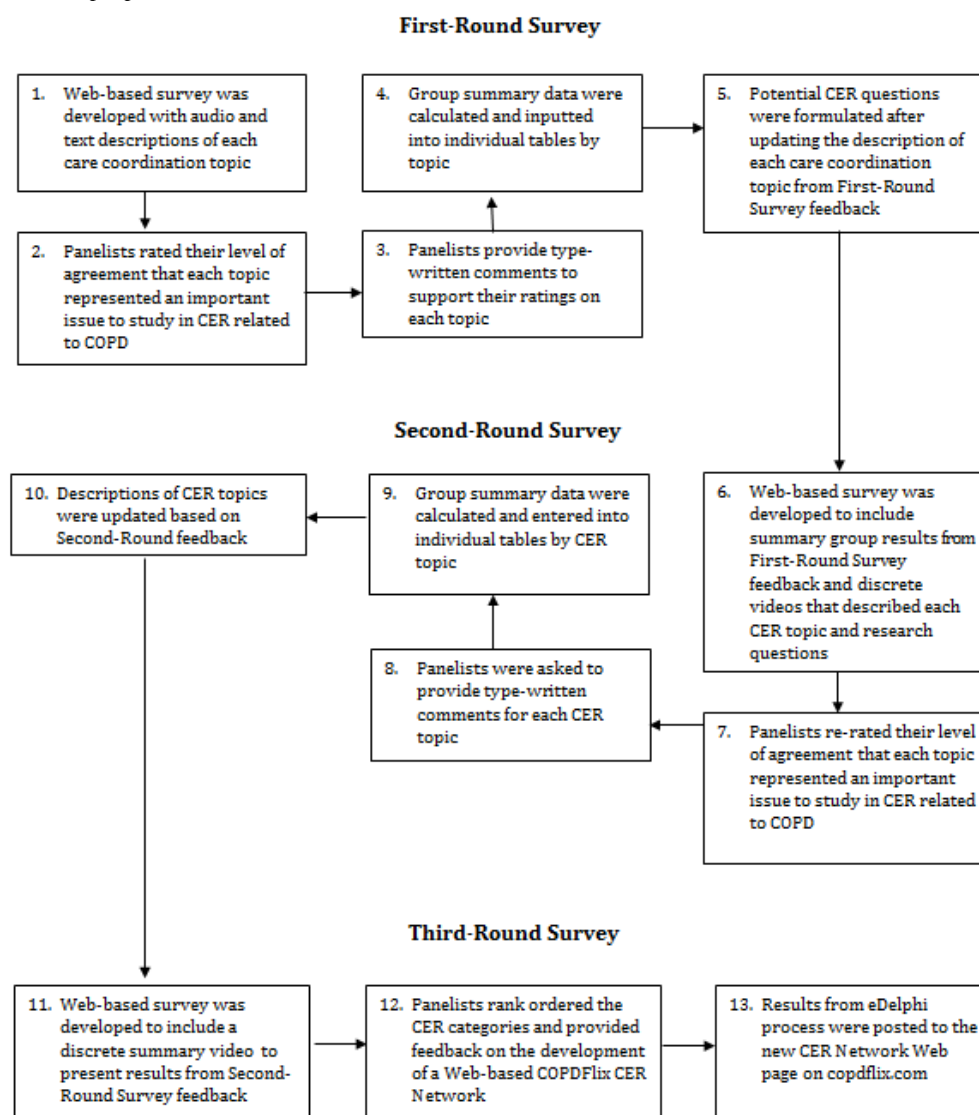 First-Round Survey
1. Web-based survey was
developed with audio and
text descriptions of each
care coordination topic
2. Panelists rated their level of
agreement that each topic
represented an important
issue to study in CER related
to COPD
3. Panelists provide type-
written comments to
support their ratings on
each topic
4. Group summary data were
calculated and inputted
into individual tables by
topic
5. Potential CER questions
were formulated after
updating the description of
each care coordination
topic from First-Round
Survey feedback
Second-Round Survey
6. Web-based survey was
developed to include
summary group results from
First-Round Survey
feedback and discrete
videos that described each
CER topic and research
questions
7. Panelists re-rated their level
of agreement that each topic
represented an important
issue to study in CER related
to COPD
8. Panelists were asked to
provide type-written
comments for each CER
topic
9. Group summary data were
calculated and entered into
individual tables by CER
topic
10. Descriptions of CER topics
were updated based on
Second-Round feedback
Third-Round Survey
11. Web-based survey was
developed to include a
discrete summary video to
present results from Second-
Round Survey feedback
12. Panelists rank ordered the
CER categories and provided
feedback on the development
of a Web-based COPDFlix CER
Network
13. Results from eDelphi
process were posted to the
new CER Network Web
page on copdflix.com